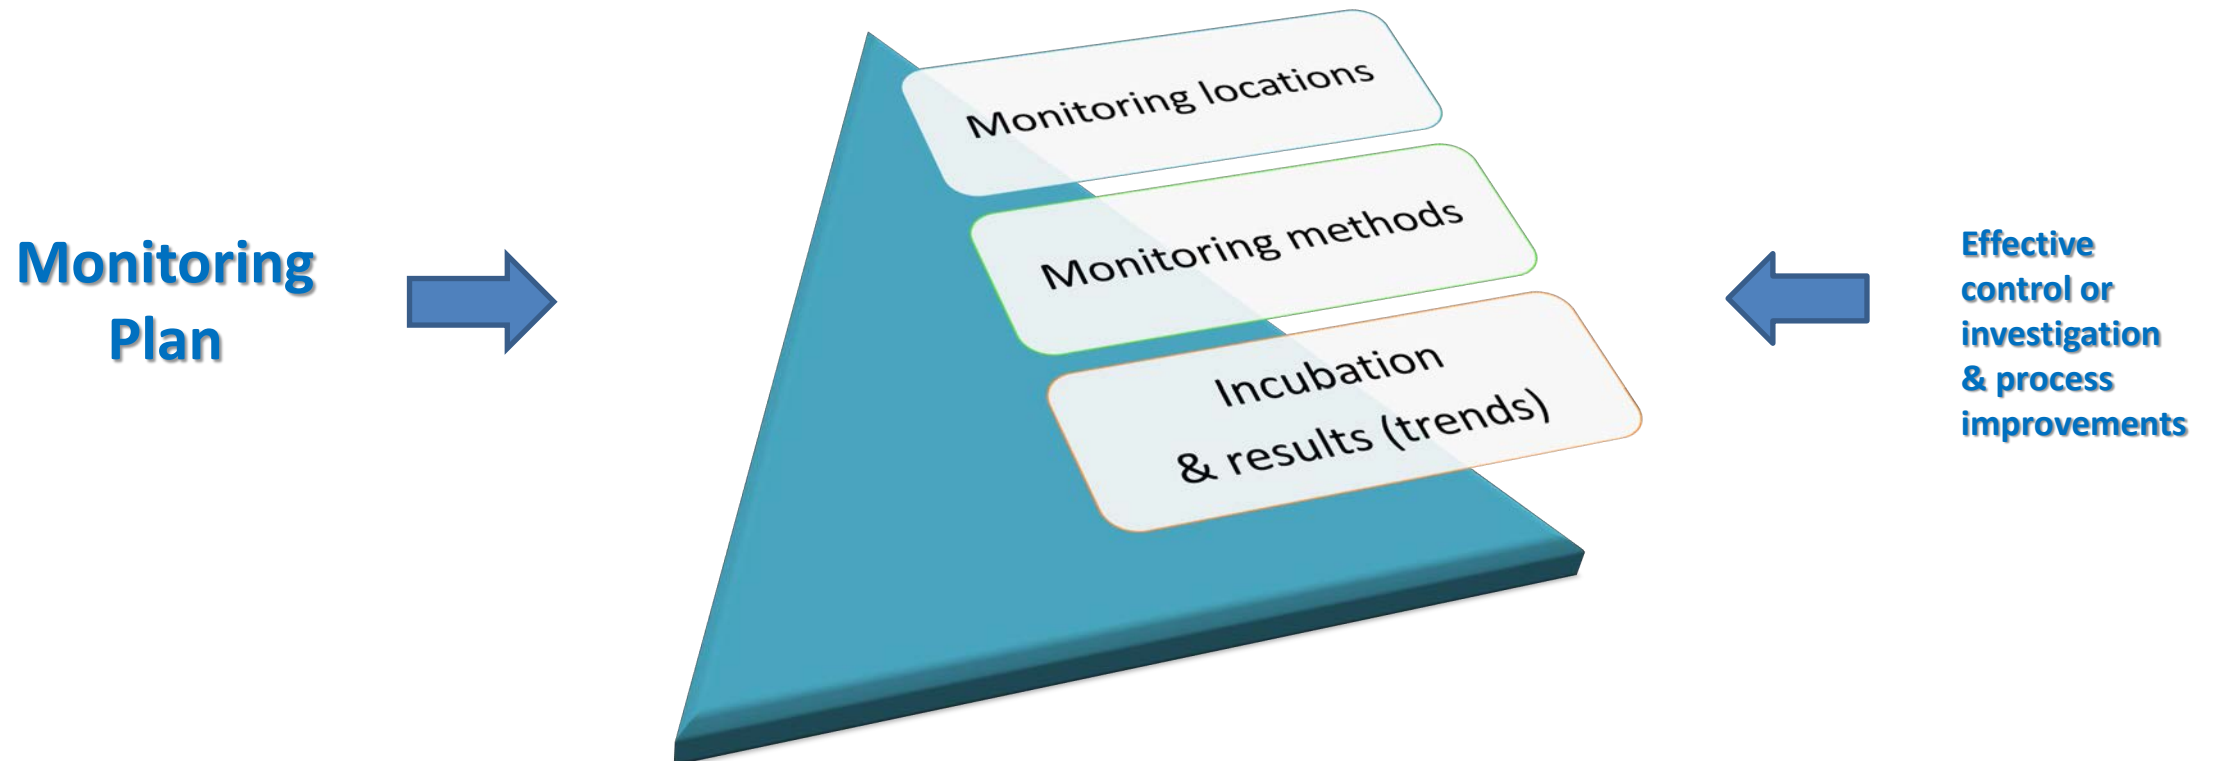 Monitoring
Plan
Monitoring locations
Monitoring methods
Incubation
& results (trends)
Effective
control or
investigation
& process
improvements